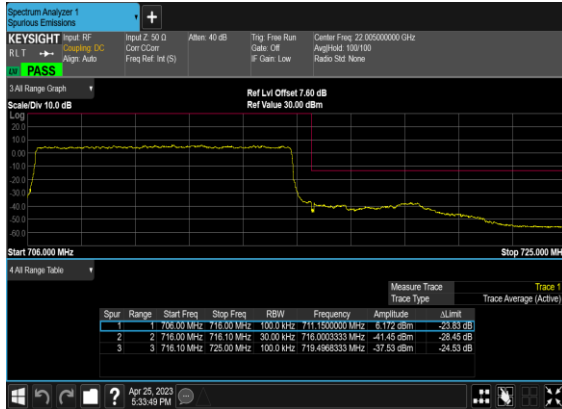 Spectrum Analyzer 1
Spurious Emissions
KEYSIGHT Input: RF Input Z: 50 Ω Atten: 40 dB Trig: Free Run Center Freq: 22.005000000 GHz
RLT Coupling: DC Corr CCorr Gate: Off Avg|Hold: 100/100
Align: Auto Freq Ref: Int (S) IF Gain: Low Radio Std: None
PASS
3 All Range Graph
Ref Lvl Offset 7.60 dB
Scale/Div 10.0 dB Ref Value 30.00 dBm
Log
20.0
10.0
0.00
-10.0
-20.0
-30.0
-40.0
-50.0
-60.0
Start 706.000 MHz Stop 725.000 MH
4 All Range Table
Measure Trace Trace 1
Trace Type Trace Average (Active)
Spur Range Start Freq Stop Freq RBW Frequency Amplitude ΔLimit
1 1 706.00 MHz 716.00 MHz 100.0 kHz 711.1500000 MHz 6.172 dBm -23.83 dB
2 2 716.00 MHz 716.10 MHz 30.00 kHz 716.0003333 MHz -41.45 dBm -28.45 dB
3 3 716.10 MHz 725.00 MHz 100.0 kHz 719.4968333 MHz -37.53 dBm -24.53 dB
Apr 25, 2023
5:33:49 PM